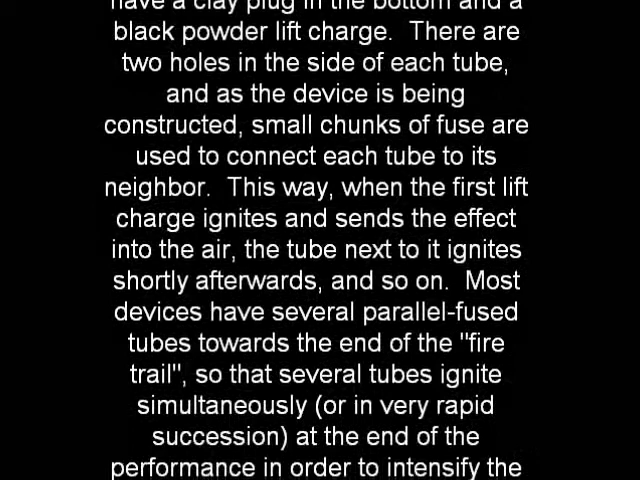 have a clay plug in the bottom and a
black powder lift charge.  There are
two holes in the side of each tube,
and as the device is being
constructed, small chunks of fuse are
used to connect each tube to its
neighbor.  This way, when the first lift
charge ignites and sends the effect
into the air, the tube next to it ignites
shortly afterwards, and so on.  Most
devices have several parallel-fused
tubes towards the end of the "fire
trail", so that several tubes ignite
simultaneously (or in very rapid
succession) at the end of the
performance in order to intensify the